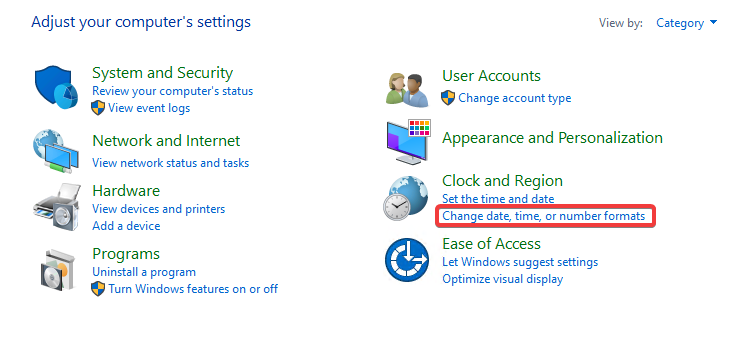 Adjust your computer's settings
View by: Category
System and Security
Review your computer's status
View event logs
Network and Internet
View network status and tasks
Hardware
View devices and printers
Add a device
Programs
Uninstall a program
Turn Windows features on or off
User Accounts
Change account type
Appearance and Personalization
Clock and Region
Set the time and date
Change date, time, or number formats
Ease of Access
Let Windows suggest settings
Optimize visual display